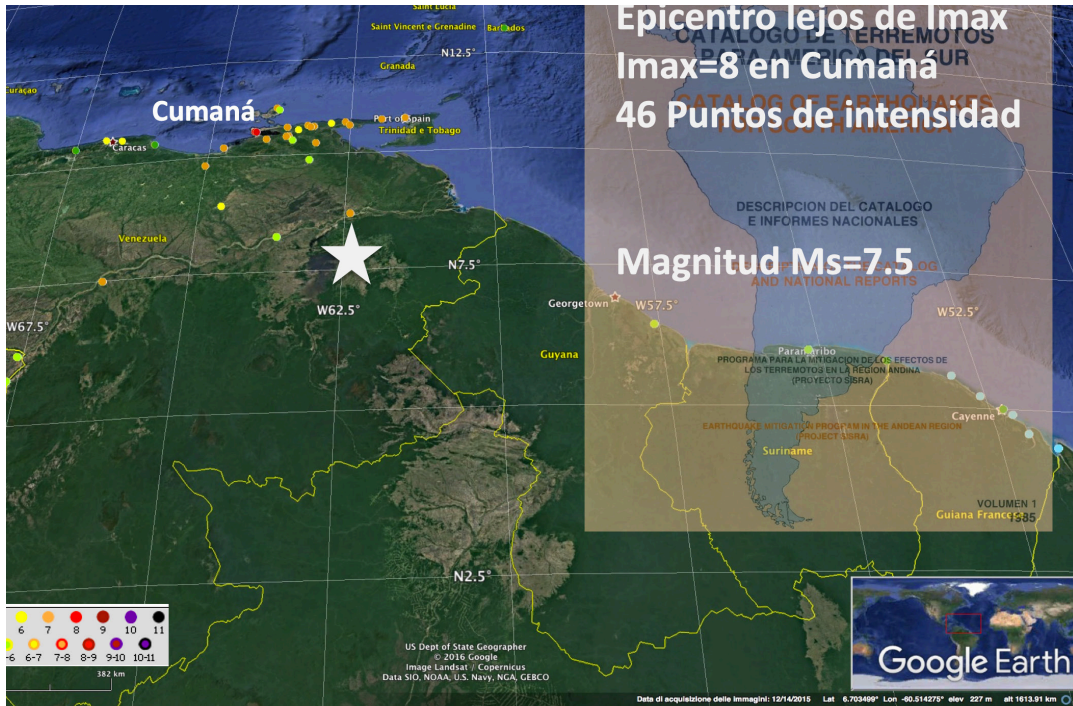 Saint Lucia
Saint Vincent e Grenadine
Barbados
N12.5°
Granada
Curaçao
Cumaná
Port of Spain
Trinidad e Tobago
Caracas
Venezuela
N7.5°
W62.5°
W67.5°
Georgetown
W57.5°
W52.5°
Guyana
Paramaribo
Cayenne
Suriname
Guiana Francese
N2.5°
Epicentro lejos de Imax
Imax=8 en Cumaná
46 Puntos de intensidad
Magnitud Ms=7.5
CATALOGO DE TERREMOTOS
PARA AMERICA DEL SUR
CATALOG OF EARTHQUAKES
FOR SOUTH AMERICA
DESCRIPCION DEL CATALOGO
E INFORMES NACIONALES
AND NATIONAL REPORTS
PROGRAMA PARA LA MITIGACION DE LOS EFECTOS DE
LOS TERREMOTOS EN LA REGION ANDINA
(PROYECTO SISRA)
EARTHQUAKE MITIGATION PROGRAM IN THE ANDEAN REGION
(PROJECT SISRA)
VOLUMEN 1
1985
6 7 8 9 10 11
-6 6-7 7-8 8-9 9-10 10-11
382 km
US Dept of State Geographer
© 2016 Google
Image Landsat / Copernicus
Data SIO, NOAA, U.S. Navy, NGA, GEBCO
Google Earth
Data di acquisizione delle immagini: 12/14/2015 Lat 6.703499° Lon -60.514275° elev 227 m alt 1613.91 km